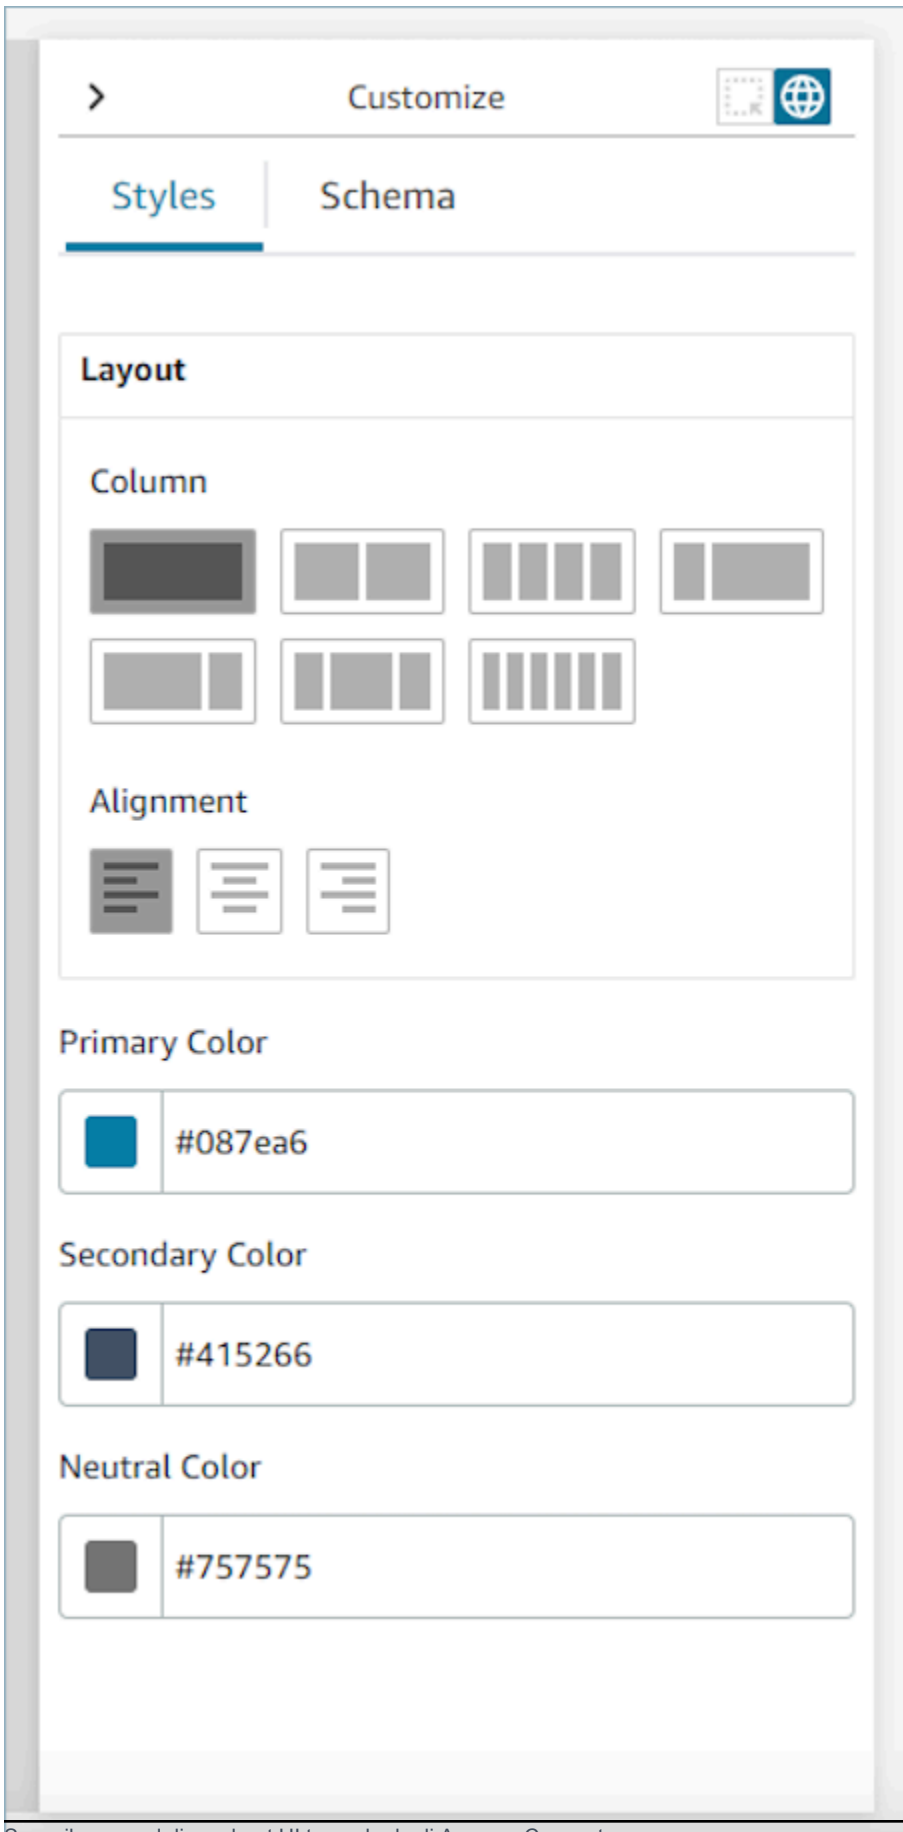 Customize
Styles
Schema
Layout
Column
Alignment
Primary Color
#087ea6
Secondary Color
#415266
Neutral Color
#757575